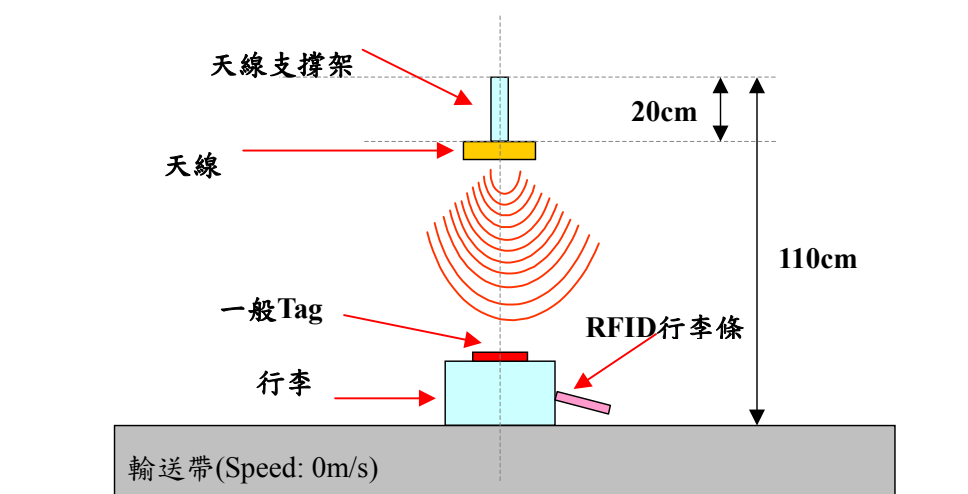 天線支撐架
20cm
天線
110cm
一般Tag
RFID行李條
行李
輸送帶(Speed: 0m/s)